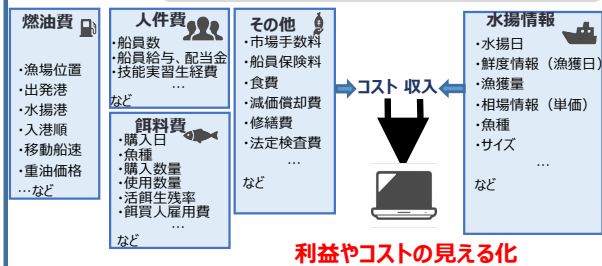 燃油費
・漁場位置
・出発港
・水揚港
・入港順
・移動船速
・重油価格
…など
人件費
・船員数
・船員給与、配当金
・技能実習生経費
…
など
餌料費
・購入日
・魚種
・購入数量
・使用数量
・活餌生残率
・餌買人雇用費
…
など
その他
・市場手数料
・船員保険料
・食費
・減価償却費
・修繕費
・法定検査費
…
など
コスト 収入
水揚情報
・水揚日
・鮮度情報（漁獲日）
・漁獲量
・相場情報（単価）
・魚種
・サイズ
…
など
利益やコストの見える化